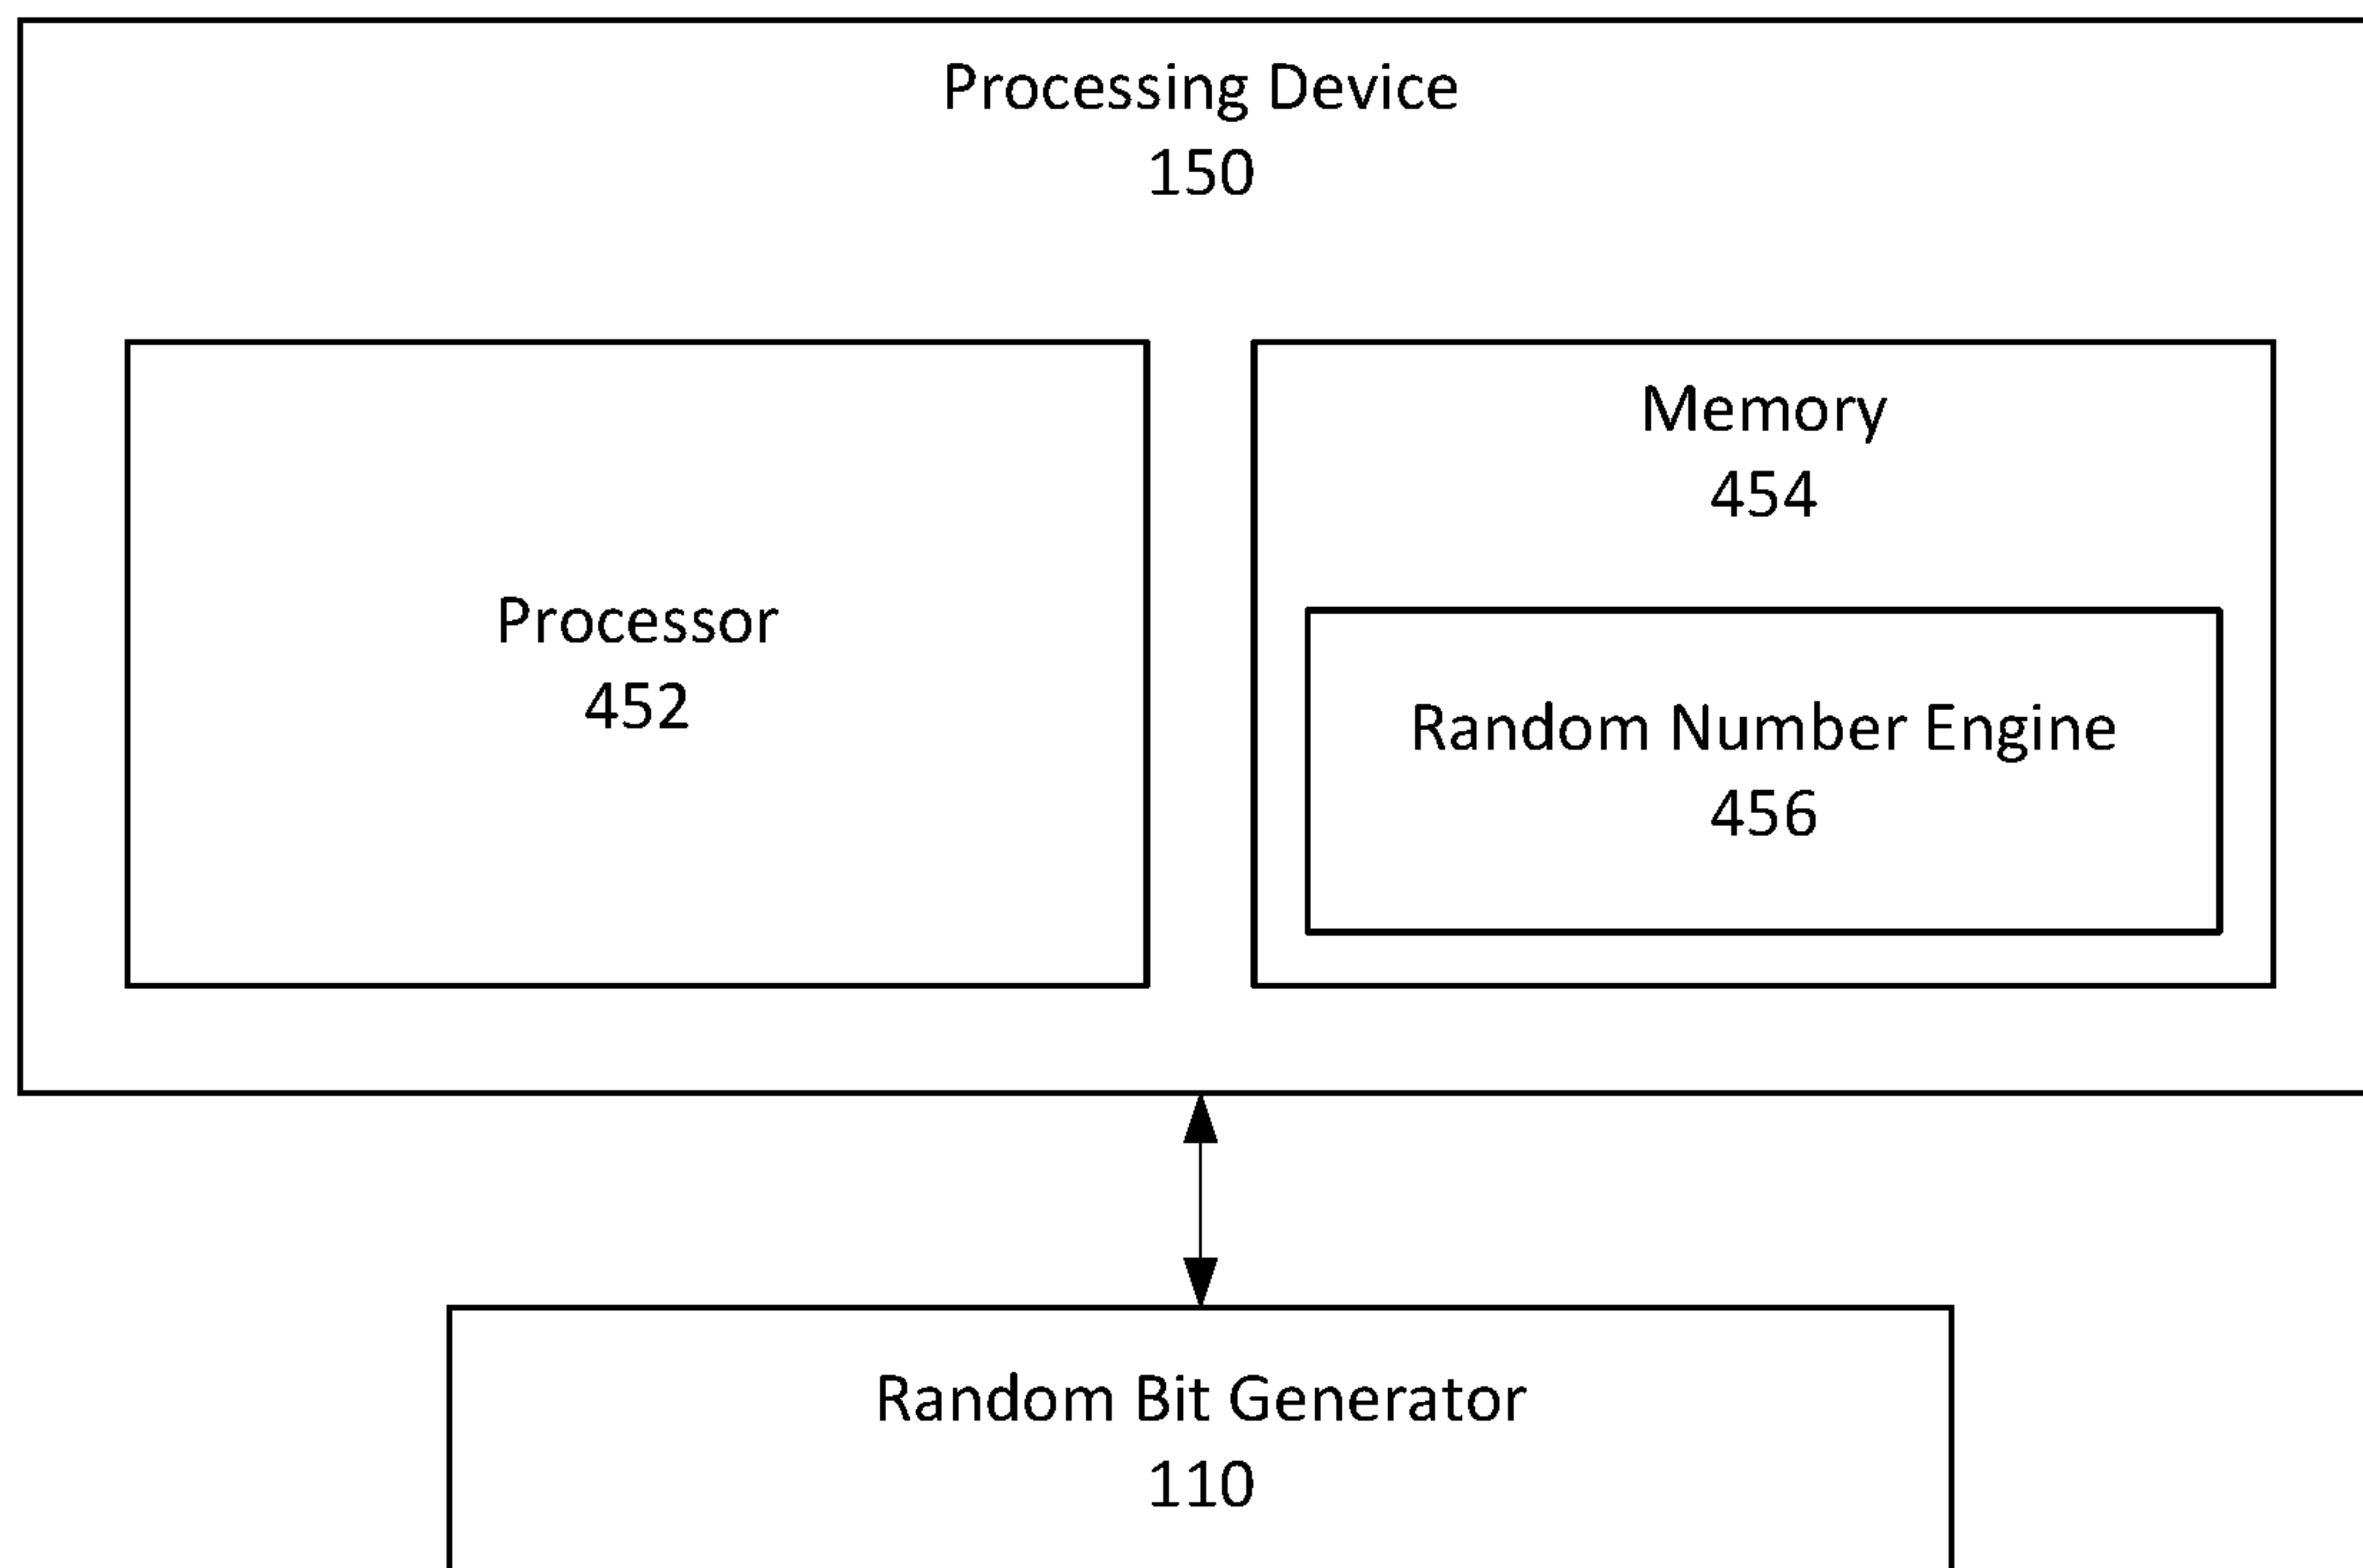 Processing Device
150
Processor
452
Memory
454
Random Number Engine
456
Random Bit Generator
110